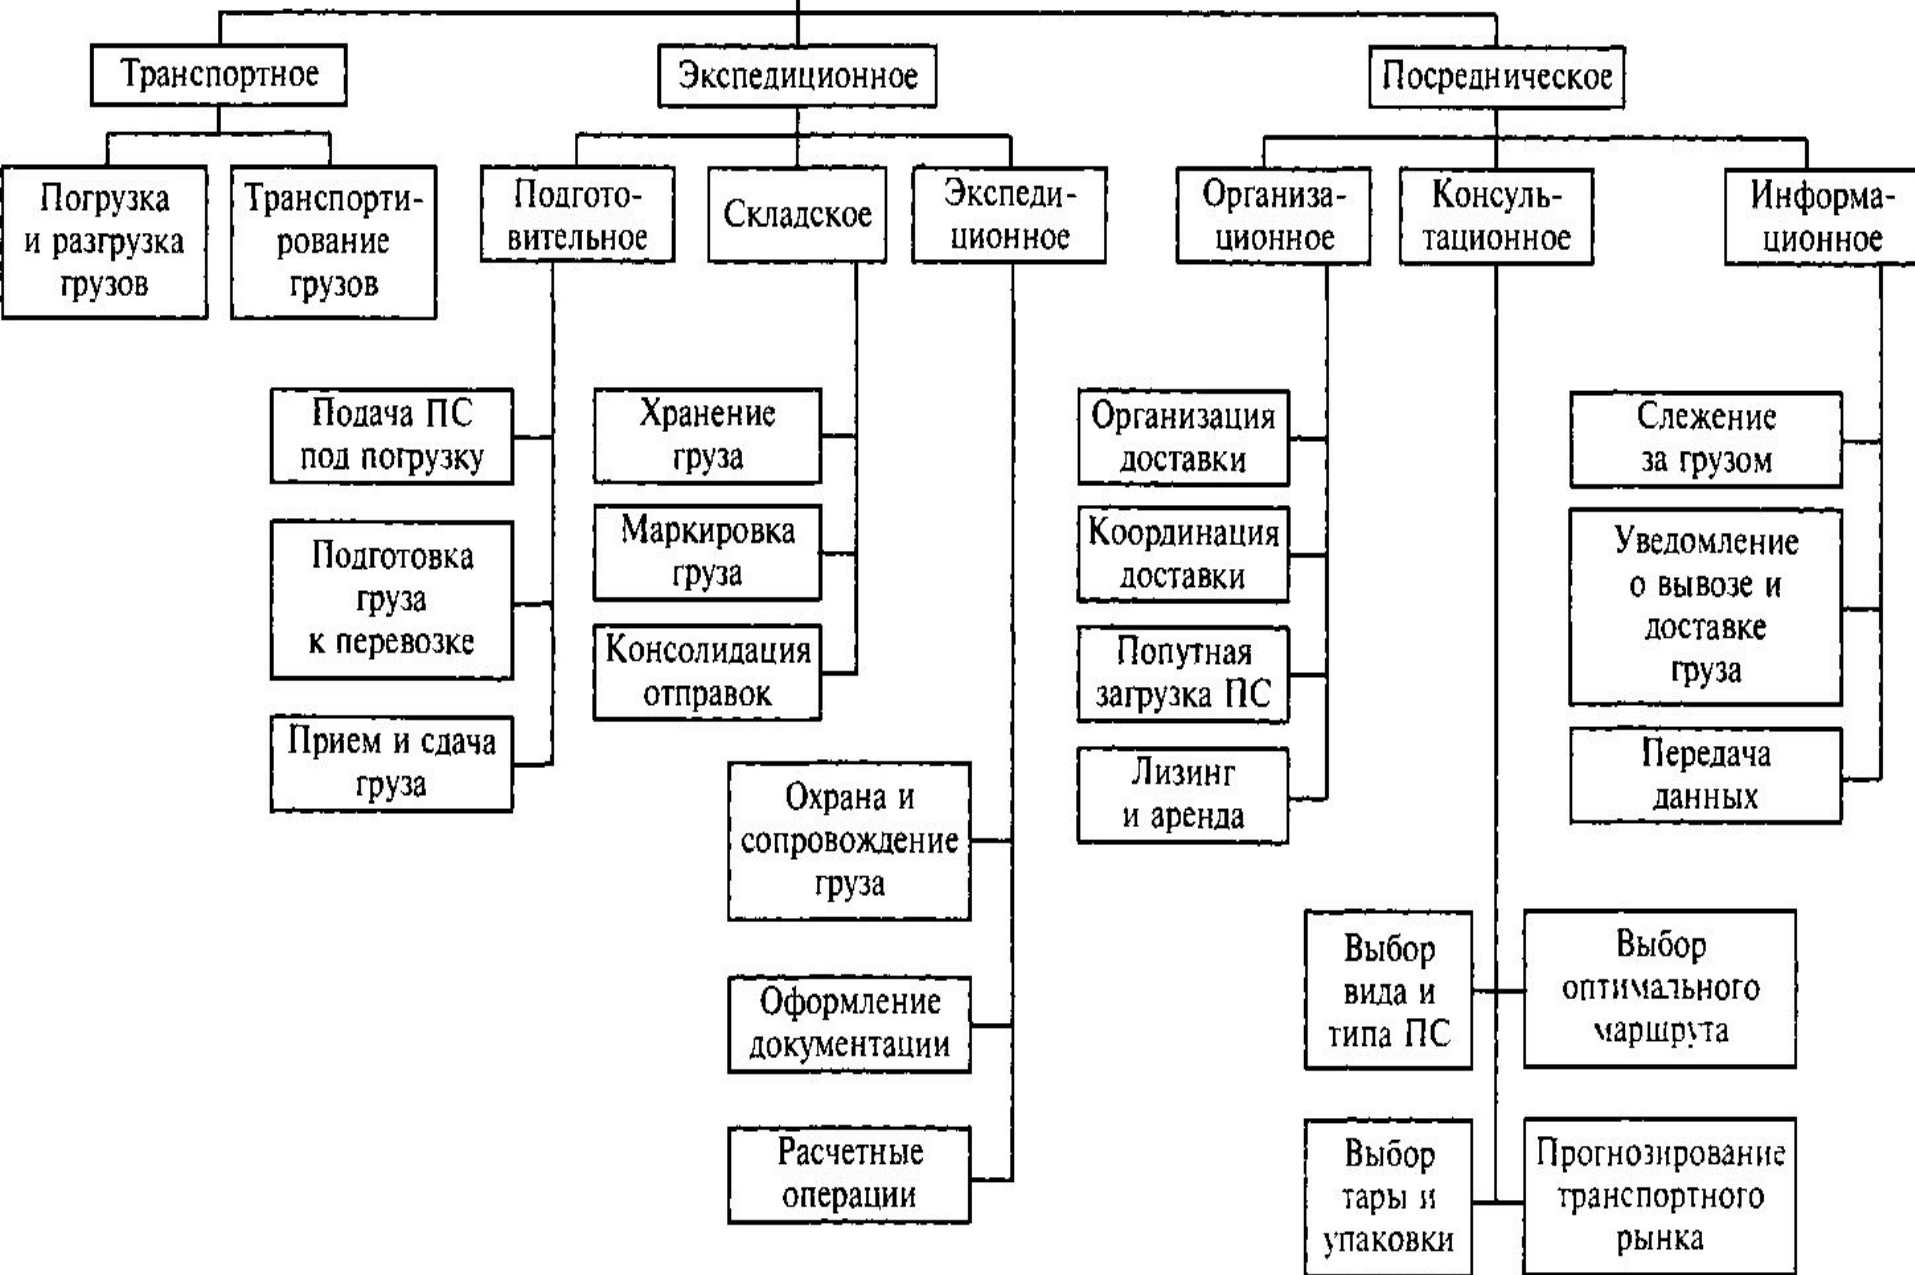 Транспортное
Экспедиционное
Посредническое
Погрузка
и разгрузка
грузов
Транспорти-
рование
грузов
Подгото-
вительное
Складское
Экспеди-
ционное
Организа-
ционное
Консуль-
тационное
Информа-
ционное
Подача ПС
под погрузку
Подготовка
груза
к перевозке
Прием и сдача
груза
Хранение
груза
Маркировка
груза
Консолидация
отправок
Охрана и
сопровождение
груза
Оформление
документации
Расчетные
операции
Организация
доставки
Координация
доставки
Попутная
загрузка ПС
Лизинг
и аренда
Выбор
вида и
типа ПС
Выбор
оптимального
маршрута
Выбор
тары и
упаковки
Прогнозирование
транспортного
рынка
Слежение
за грузом
Уведомление
о вывозе и
доставке
груза
Передача
данных